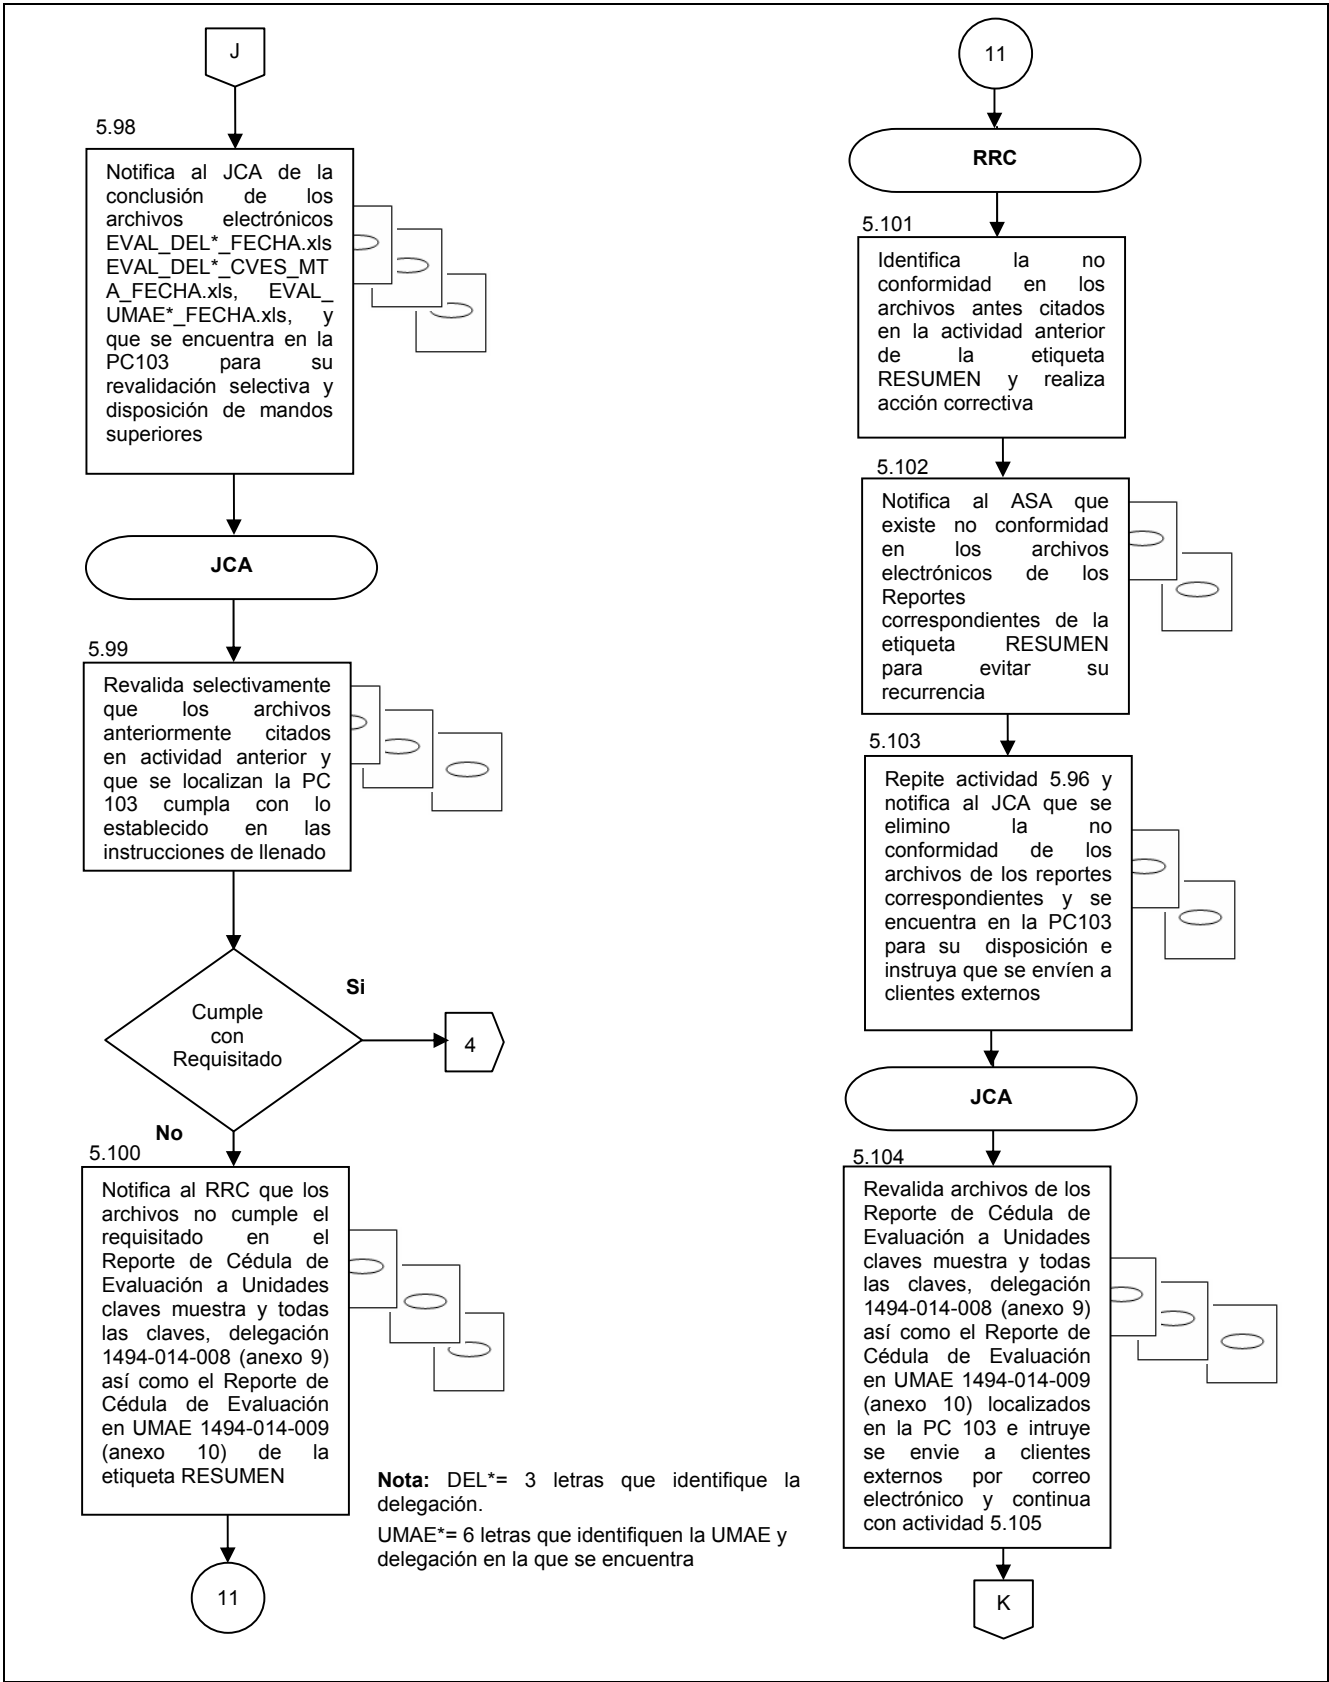 J
5.98
Notifica al JCA de la
conclusión de los
archivos electrónicos
EVAL_DEL*_FECHA.xls
EVAL_DEL*_CVES_MT
A_FECHA.xls, EVAL_
UMAE*_FECHA.xls, y
que se encuentra en la
PC103 para su
revalidación selectiva y
disposición de mandos
superiores
JCA
5.99
Revalida selectivamente
que los archivos
anteriormente citados
en actividad anterior y
que se localizan la PC
103 cumpla con lo
establecido en las
instrucciones de llenado
Cumple
con
Requisitado
Si
4
No
5.100
Notifica al RRC que los
archivos no cumple el
requisitado en el
Reporte de Cédula de
Evaluación a Unidades
claves muestra y todas
las claves, delegación
1494-014-008 (anexo 9)
así como el Reporte de
Cédula de Evaluación
en UMAE 1494-014-009
(anexo 10) de la
etiqueta RESUMEN
11
Nota: DEL*= 3 letras que identifique la
delegación.
UMAE*= 6 letras que identifiquen la UMAE y
delegación en la que se encuentra
11
RRC
5.101
Identifica la no
conformidad en los
archivos antes citados
en la actividad anterior
de la etiqueta
RESUMEN y realiza
acción correctiva
5.102
Notifica al ASA que
existe no conformidad
en los archivos
electrónicos de los
Reportes
correspondientes de la
etiqueta RESUMEN
para evitar su
recurrencia
5.103
Repite actividad 5.96 y
notifica al JCA que se
elimino la no
conformidad de los
archivos de los reportes
correspondientes y se
encuentra en la PC103
para su disposición e
instruya que se envíen a
clientes externos
JCA
5.104
Revalida archivos de los
Reporte de Cédula de
Evaluación a Unidades
claves muestra y todas
las claves, delegación
1494-014-008 (anexo 9)
así como el Reporte de
Cédula de Evaluación
en UMAE 1494-014-009
(anexo 10) localizados
en la PC 103 e intruye
se envie a clientes
externos por correo
electrónico y continua
con actividad 5.105
K